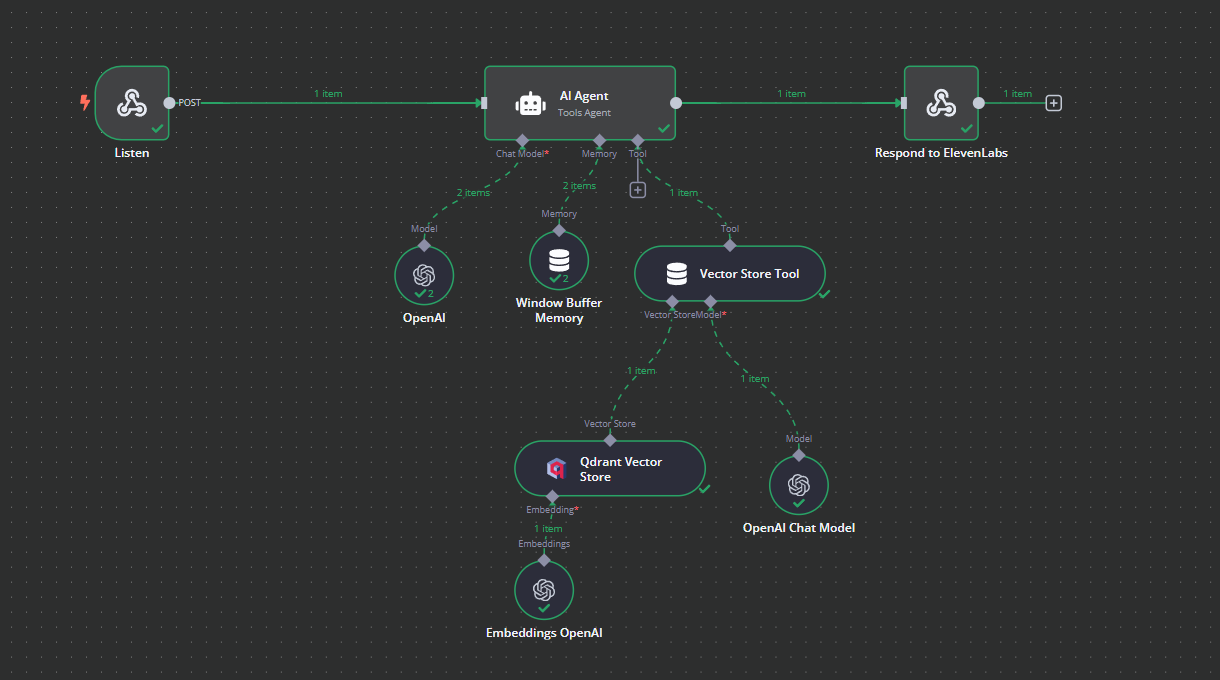 1 item
1 item
1 item
POST
AI Agent
Tools Agent
Listen
Respond to ElevenLabs
Chat Model*
Memory
Tool
2 items
2 items
1 item
Memory
Model
Tool
Vector Store Tool
2
2
OpenAI
Window Buffer
Memory
Vector Store
Model*
1 item
1 item
Vector Store
Model
Qdrant Vector
Store
Embedding*
OpenAI Chat Model
1 item
Embeddings
Embeddings OpenAI